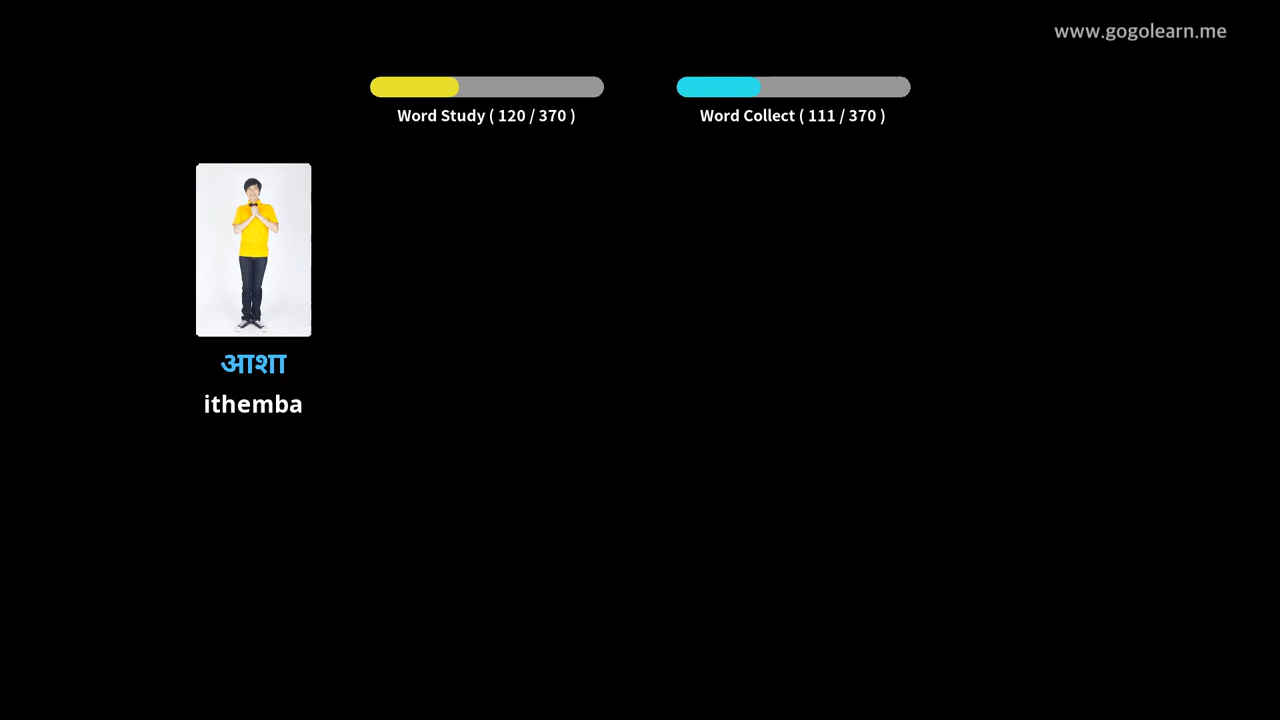 www.gogolearn.me
Word Study ( 120 / 370 )
Word Collect ( 111 / 370 )
आशा
ithemba